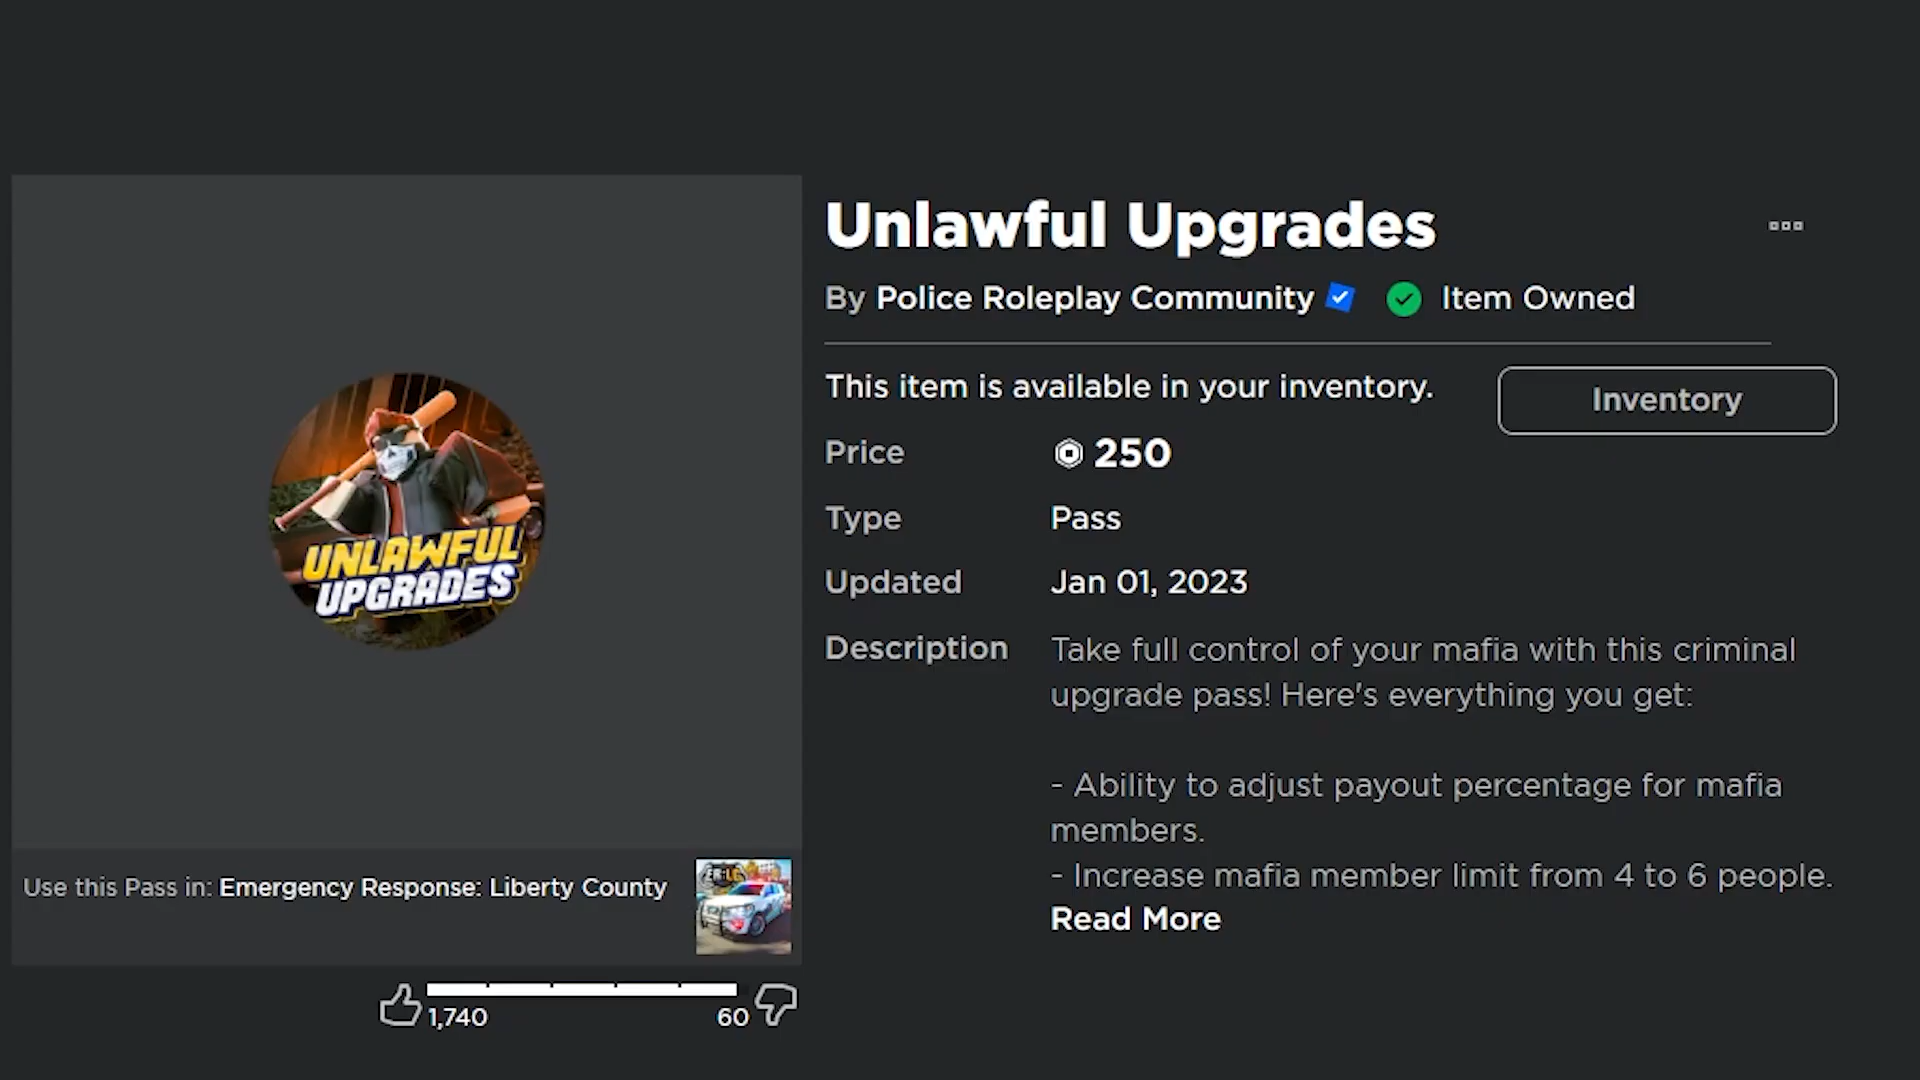 Unlawful Upgrades
By Police Roleplay Community Item Owned
This item is available in your inventory.
Inventory
Price 250
Type Pass
Updated Jan 01, 2023
Description Take full control of your mafia with this criminal
upgrade pass! Here's everything you get:
- Ability to adjust payout percentage for mafia
members.
- Increase mafia member limit from 4 to 6 people.
Read More
UNLAWFUL
UPGRADES
Use this Pass in: Emergency Response: Liberty County
ER:LC
1,740 60